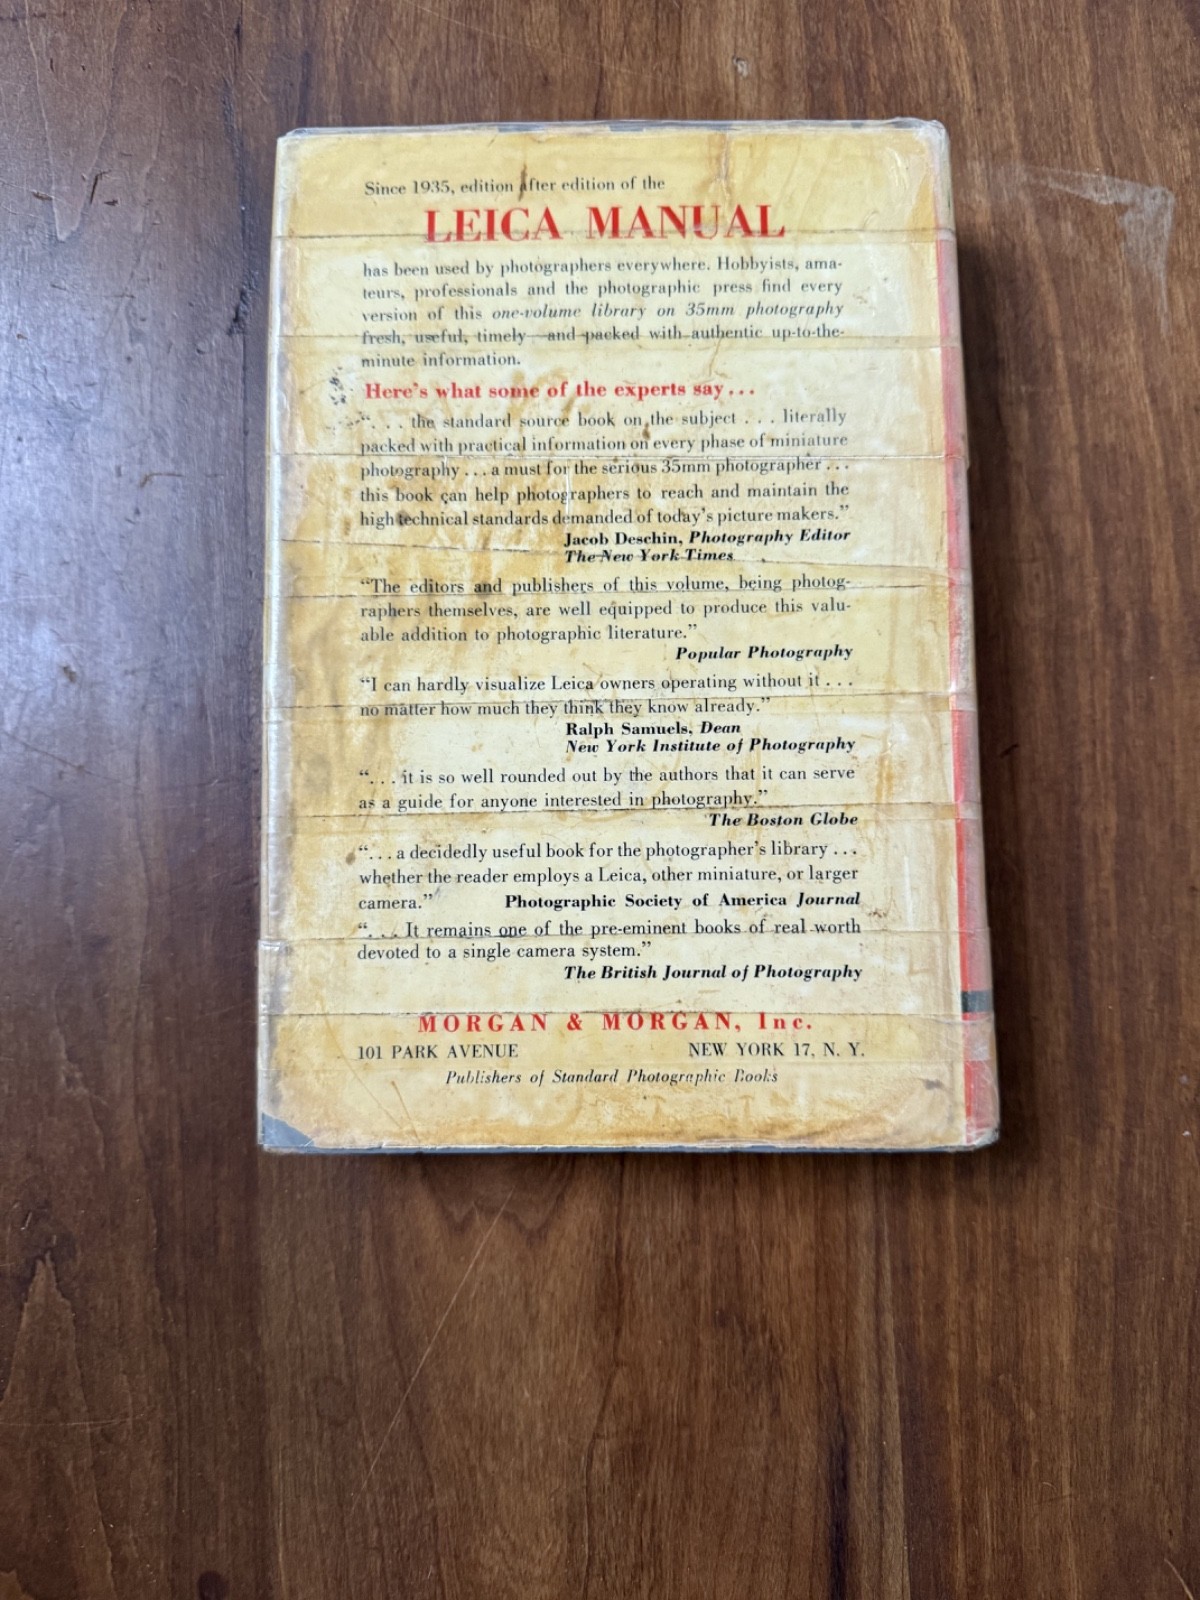 Since 1935, edition after edition of the
LEICA MANUAL
has been used by photographers everywhere. Hobbyists, ama-
teurs, professionals and the photographic press find every
version of this one-volume library on 35mm photography
fresh, useful, timely—and packed with authentic up-to-the-
minute information.
Here's what some of the experts say...
“. . . the standard source book on the subject . . . literally
packed with practical information on every phase of miniature
photography . . . a must for the serious 35mm photographer . . .
this book can help photographers to reach and maintain the
high technical standards demanded of today's picture makers.”
Jacob Deschin, Photography Editor
The New York Times
“The editors and publishers of this volume, being photog-
raphers themselves, are well equipped to produce this valu-
able addition to photographic literature.”
Popular Photography
“I can hardly visualize Leica owners operating without it . . .
no matter how much they think they know already.”
Ralph Samuels, Dean
New York Institute of Photography
“. . . it is so well rounded out by the authors that it can serve
as a guide for anyone interested in photography.”
The Boston Globe
“. . . a decidedly useful book for the photographer's library . . .
whether the reader employs a Leica, other miniature, or larger
camera.” Photographic Society of America Journal
“. . . It remains one of the pre-eminent books of real worth
devoted to a single camera system.”
The British Journal of Photography
MORGAN & MORGAN, Inc.
101 PARK AVENUE NEW YORK 17, N. Y.
Publishers of Standard Photographic Books